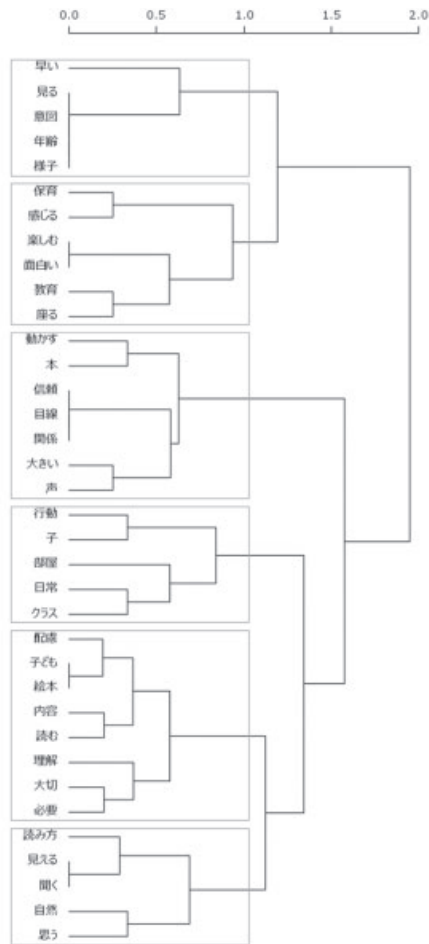 0.0 0.5 1.0 1.5 2.0
早い
見る
意図
年齢
様子
保育
感じる
楽しむ
面白い
教育
座る
動かす
本
信頼
目線
関係
大きい
声
行動
子
部屋
日常
クラス
配慮
子ども
絵本
内容
読む
理解
大切
必要
読み方
見える
聞く
自然
思う